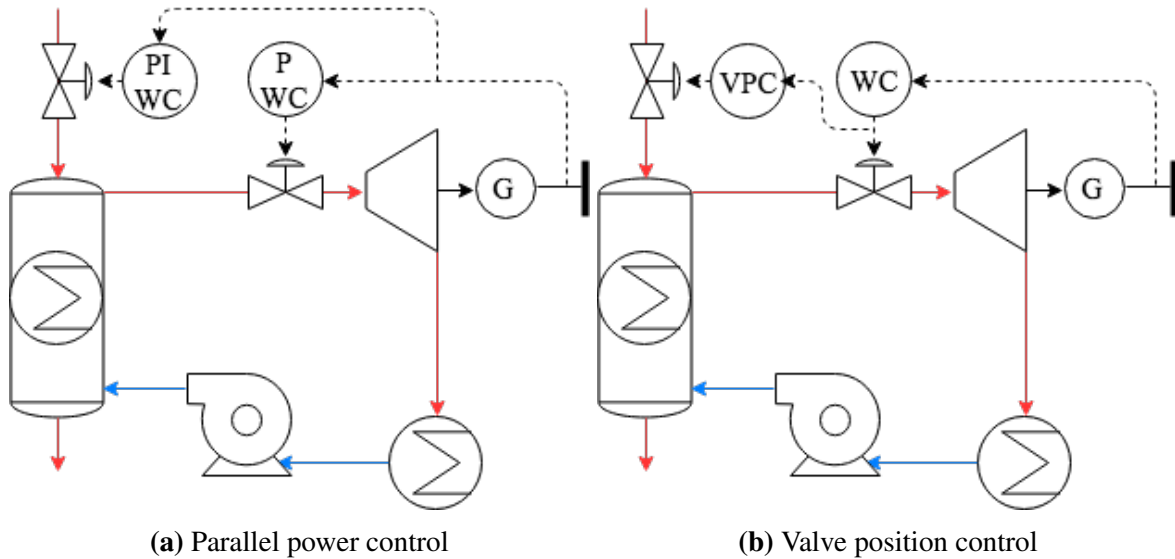 PI
WC
P
WC
G
VPC
WC
G
(a) Parallel power control
(b) Valve position control